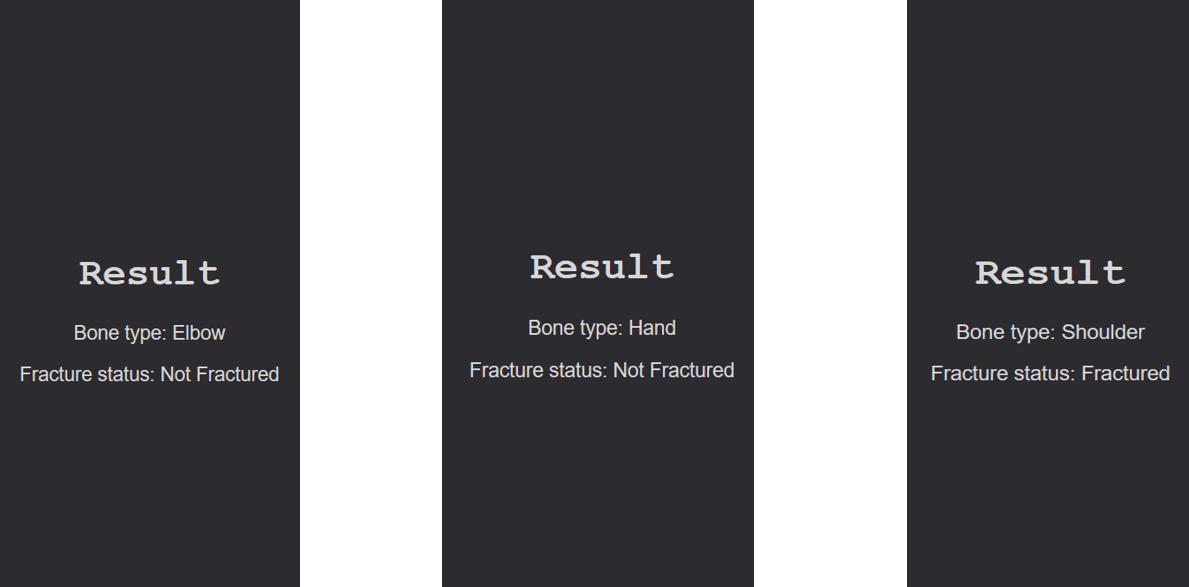 Result
Bone type: Elbow
Fracture status: Not Fractured
Result
Bone type: Hand
Fracture status: Not Fractured
Result
Bone type: Shoulder
Fracture status: Fractured